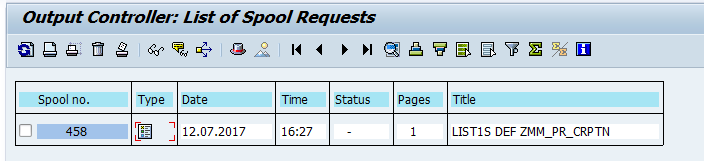 Output Controller: List of Spool Requests
Spool no. Type Date Time Status Pages Title
458 12.07.2017 16:27 - 1 LIST1S DEF ZMM_PR_CRPTN